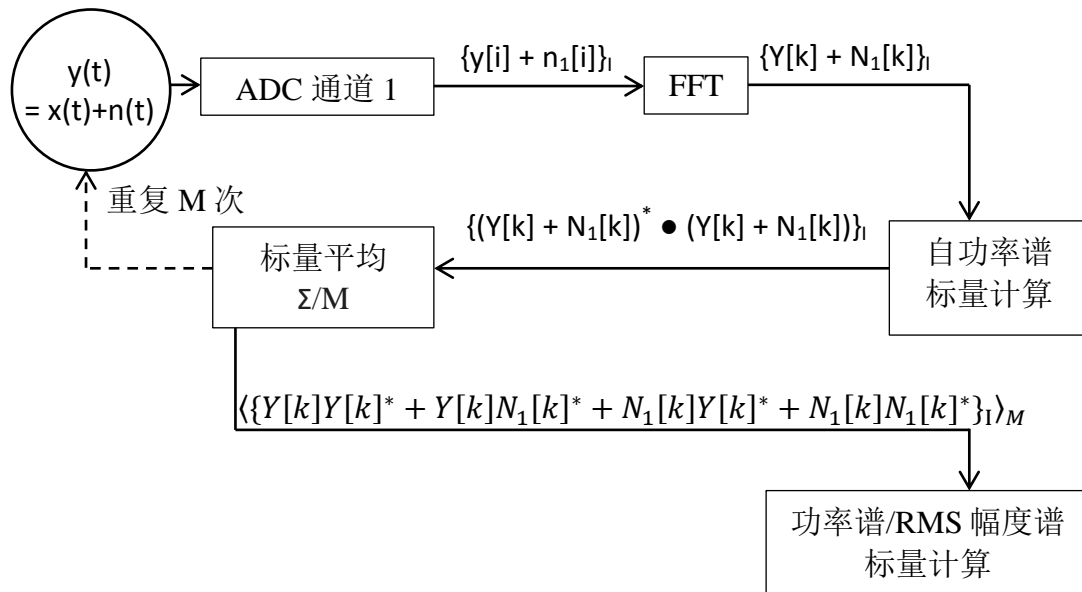 y(t)
= x(t)+n(t)
ADC 通道 1
{y[i] + n₁[i]}ᵢ
FFT
{Y[k] + N₁[k]}ᵢ
重复 M 次
{(Y[k] + N₁[k])* ● (Y[k] + N₁[k])}ᵢ
标量平均
Σ/M
自功率谱
标量计算
⟨{Y[k]Y[k]* + Y[k]N₁[k]* + N₁[k]Y[k]* + N₁[k]N₁[k]*}ᵢ⟩M
功率谱/RMS 幅度谱
标量计算